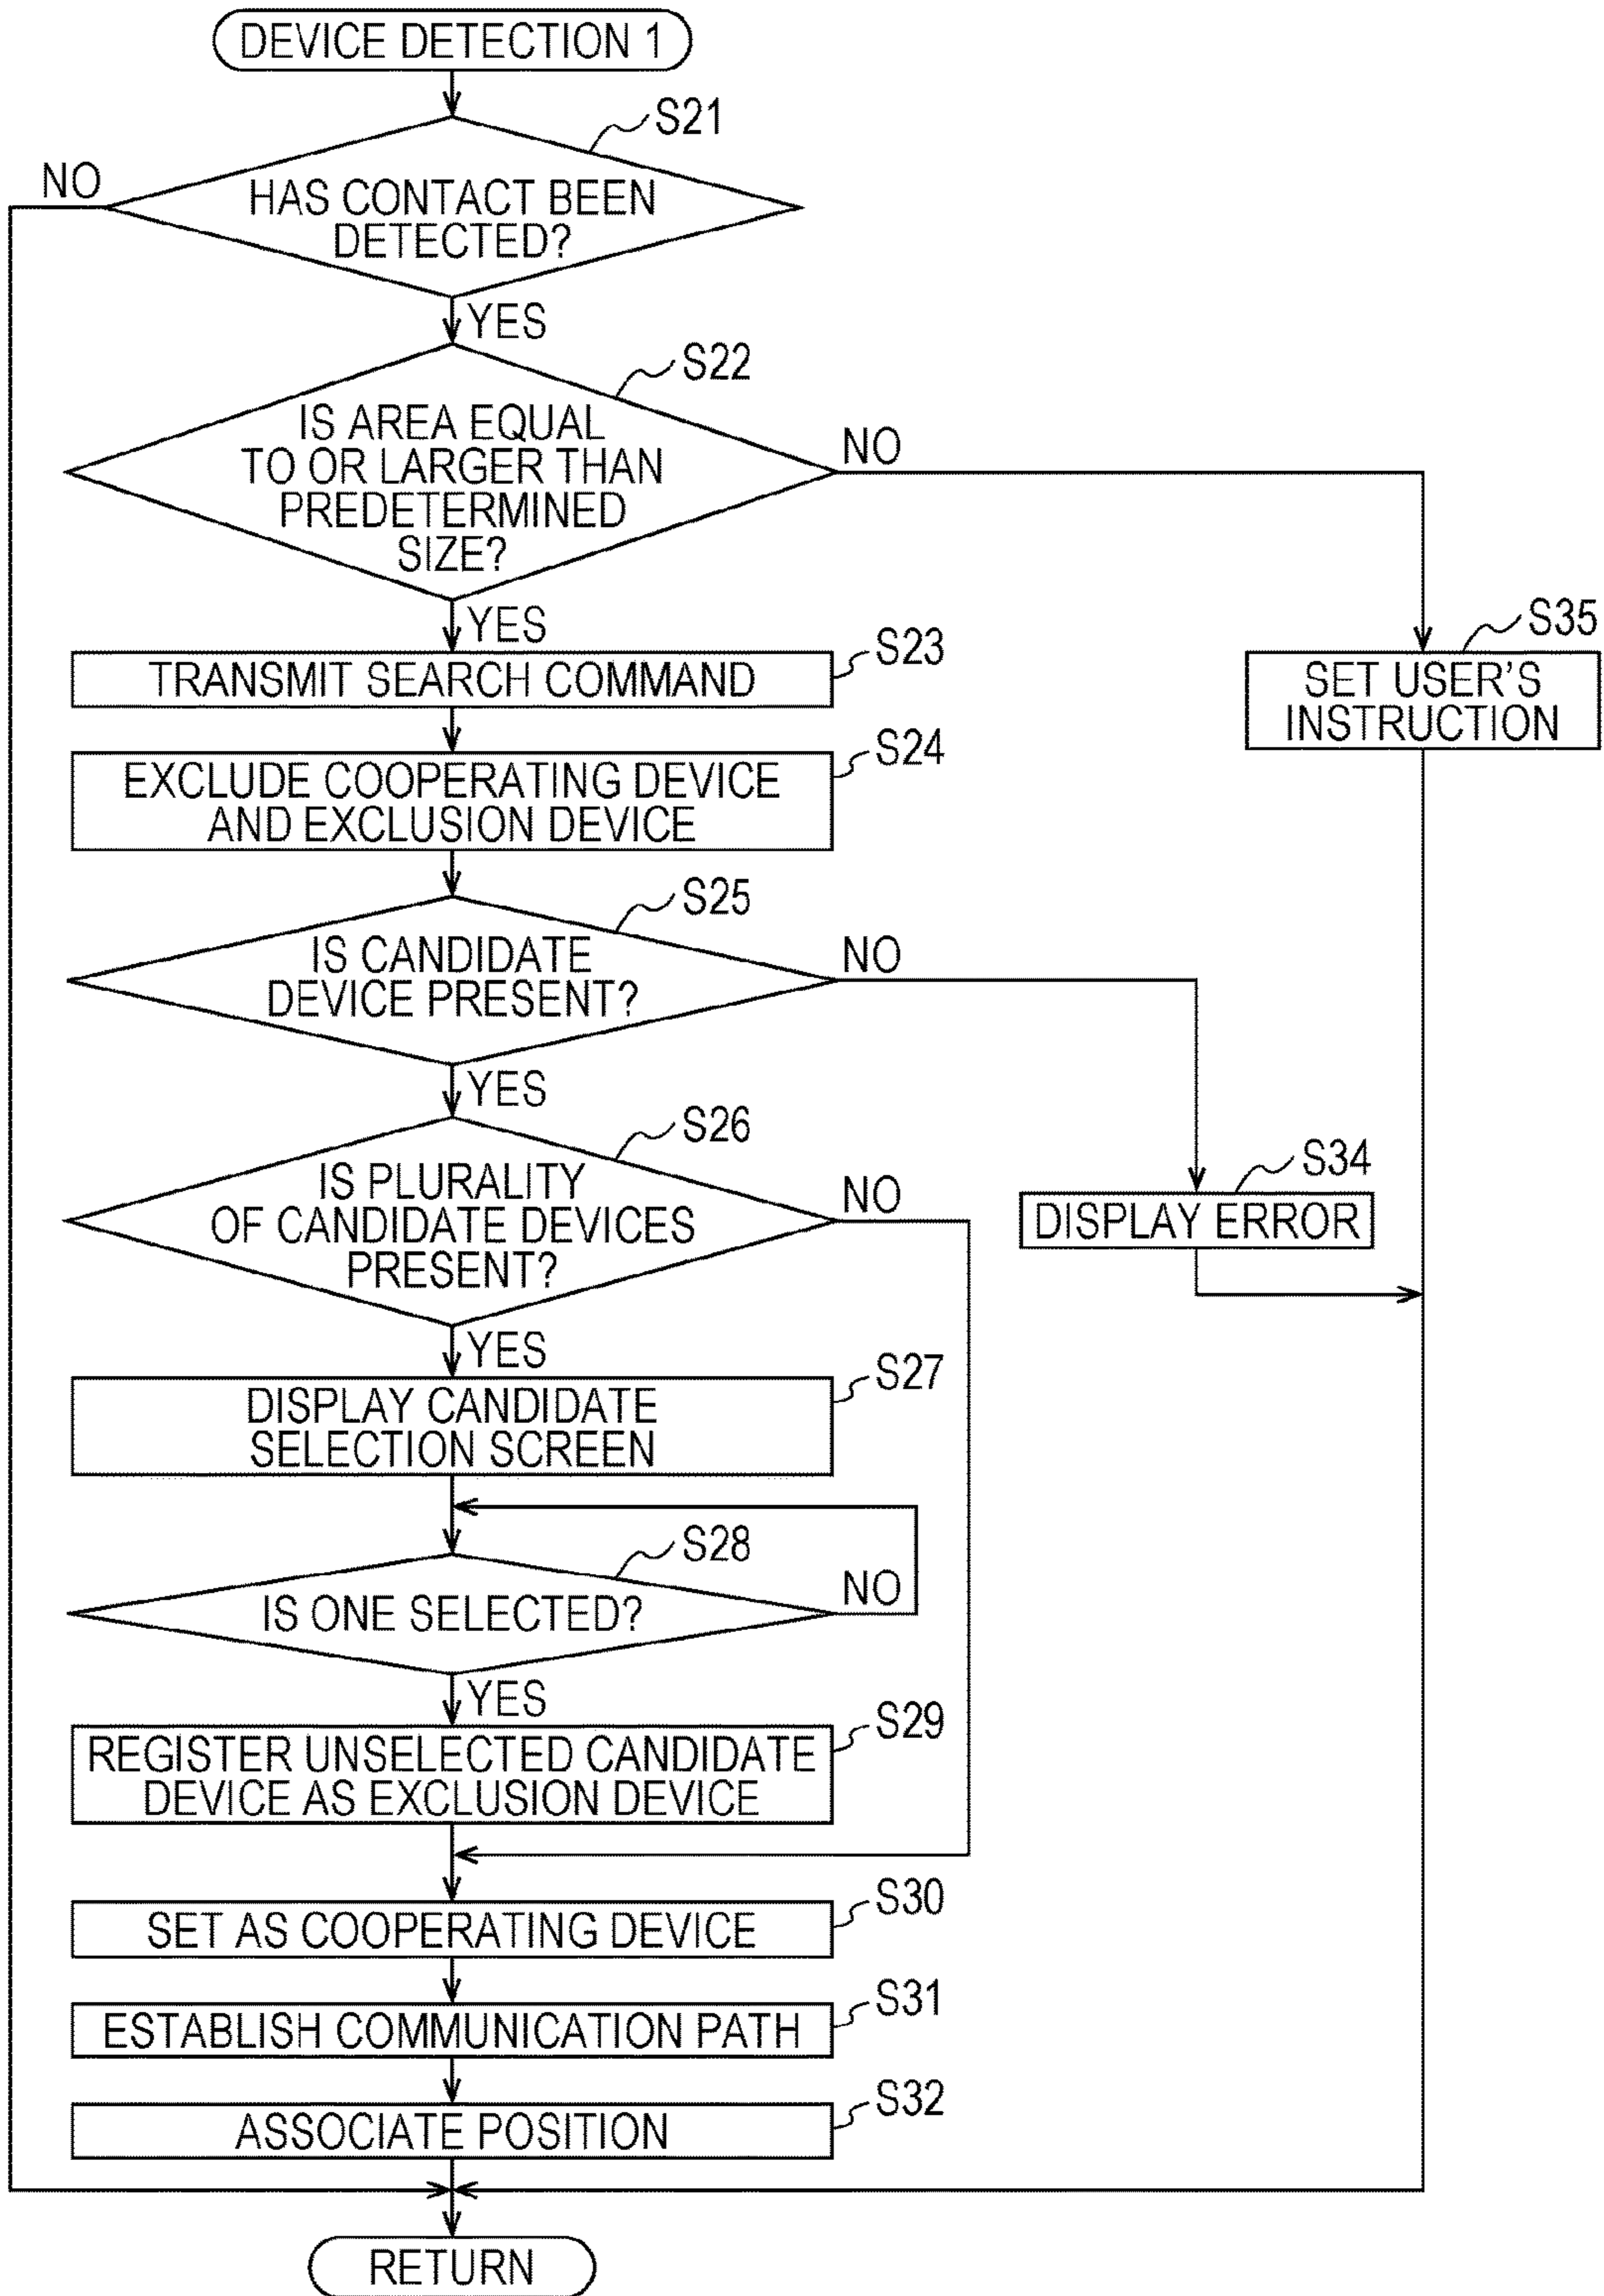 DEVICE DETECTION 1
S21
NO
HAS CONTACT BEEN
DETECTED?
YES
S22
IS AREA EQUAL
TO OR LARGER THAN
PREDETERMINED
SIZE?
NO
YES
S23
TRANSMIT SEARCH COMMAND
S35
SET USER'S
INSTRUCTION
S24
EXCLUDE COOPERATING DEVICE
AND EXCLUSION DEVICE
S25
IS CANDIDATE
DEVICE PRESENT?
NO
YES
S26
IS PLURALITY
OF CANDIDATE DEVICES
PRESENT?
NO
S34
DISPLAY ERROR
YES
S27
DISPLAY CANDIDATE
SELECTION SCREEN
S28
IS ONE SELECTED?
NO
YES
S29
REGISTER UNSELECTED CANDIDATE
DEVICE AS EXCLUSION DEVICE
S30
SET AS COOPERATING DEVICE
S31
ESTABLISH COMMUNICATION PATH
S32
ASSOCIATE POSITION
RETURN